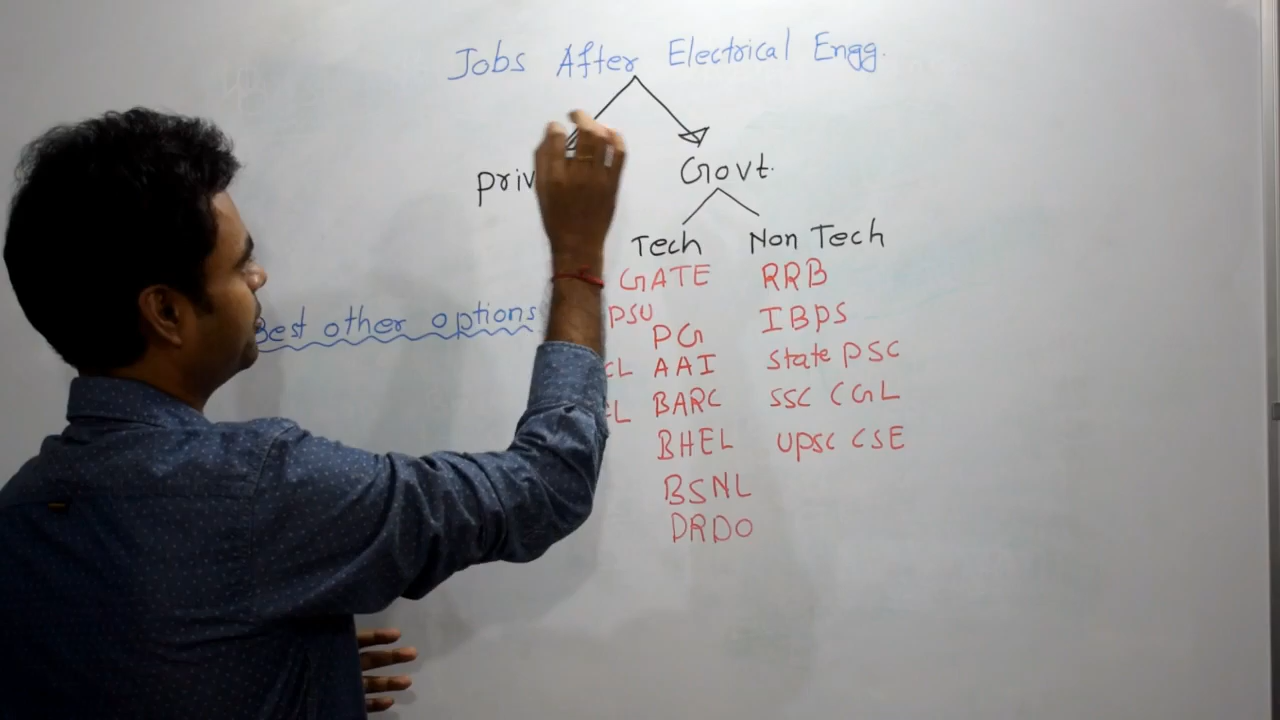 Jobs After Electrical Engg.
Govt.
Tech Non Tech
GATE RRB
PSU IBPS
Best other options
PG
AAI State PSC
BARC SSC CGL
BHEL UPSC CSE
BSNL
DRDO